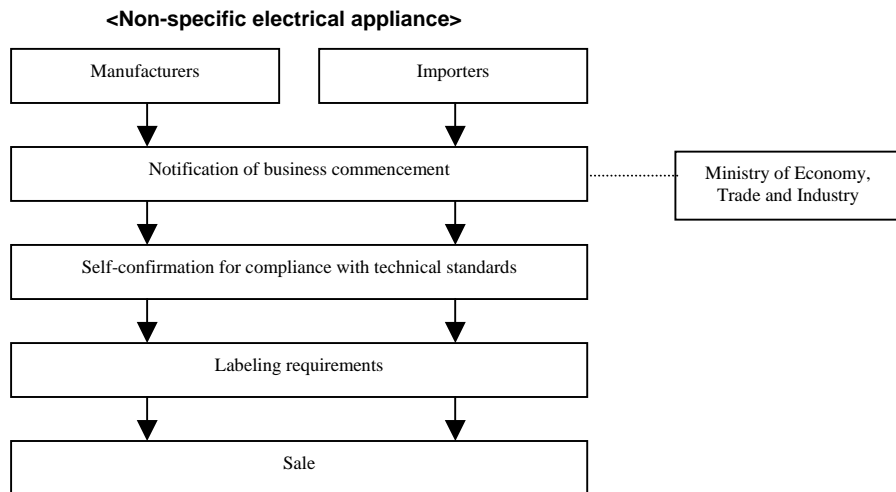 <Non-specific electrical appliance>
Manufacturers
Importers
Notification of business commencement
Ministry of Economy,
Trade and Industry
Self-confirmation for compliance with technical standards
Labeling requirements
Sale